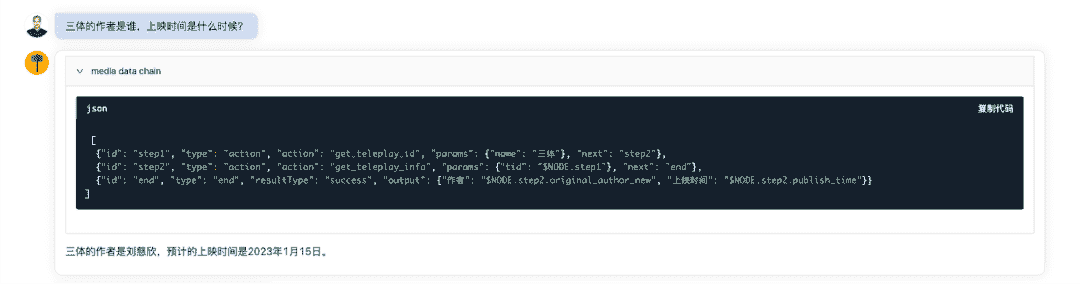 三体的作者是谁，上映时间是什么时候？
media data chain
json 复制代码
[
{"id": "step1", "type": "action", "action": "get_teleplay_id", "params": {"name": "三体"}, "next": "step2"},
{"id": "step2", "type": "action", "action": "get_teleplay_info", "params": {"tid": "$NODE.step1"}, "next": "end"},
{"id": "end", "type": "end", "resultType": "success", "output": {"作者": "$NODE.step2.original_author_new", "上映时间": "$NODE.step2.publish_time"}}
]
三体的作者是刘慈欣，预计的上映时间是2023年1月15日。